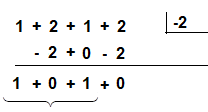 1 + 2 + 1 + 2 -2
- 2 + 0 - 2
1 + 0 + 1 + 0